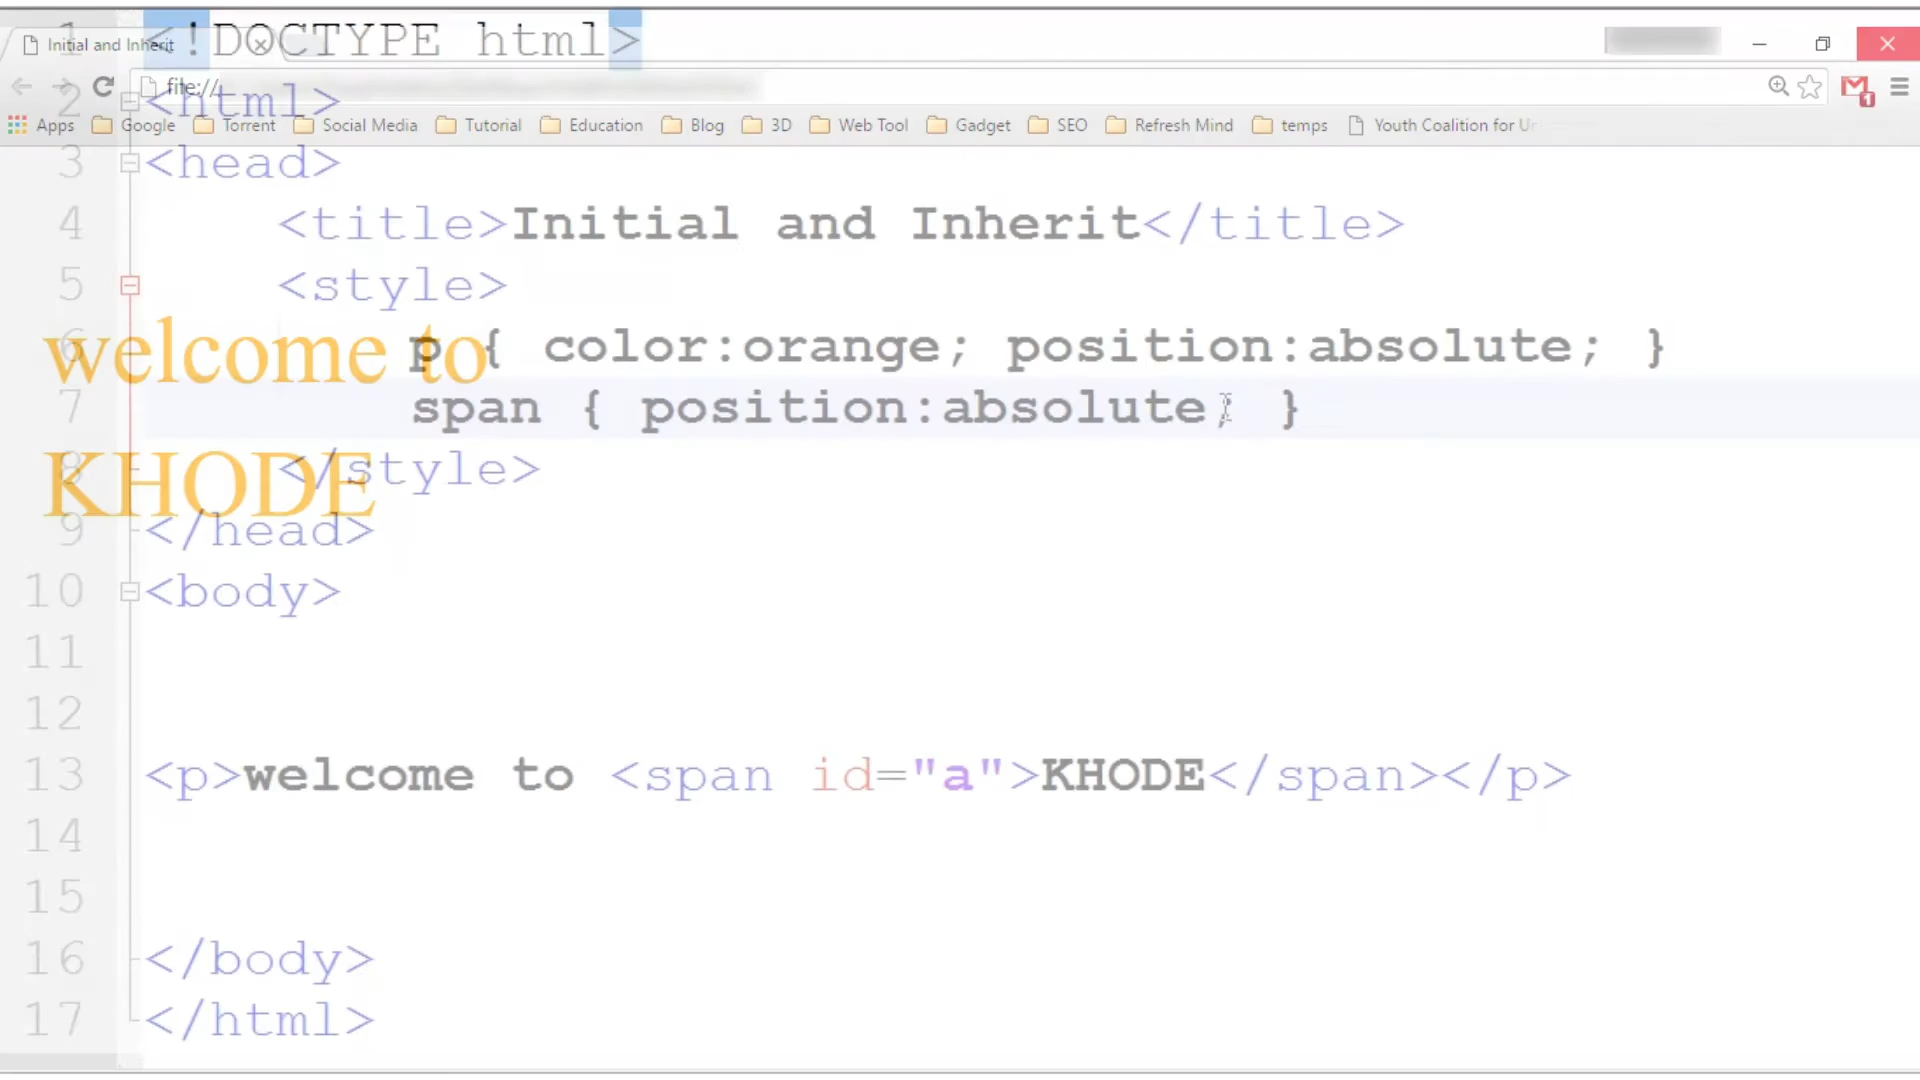 Initial and Inherit
file://
Apps Google Torrent Social Media Tutorial Education Blog 3D Web Tool Gadget SEO Refresh Mind temps Youth Coalition for Ur
1
welcome to
KHODE
1 <!DOCTYPE html>
2 <html>
3 <head>
4 <title>Initial and Inherit</title>
5 <style>
6 p { color:orange; position:absolute; }
7 span { position:absolute; }
8 </style>
9 </head>
10 <body>
11
12
13 <p>welcome to <span id="a">KHODE</span></p>
14
15
16 </body>
17 </html>